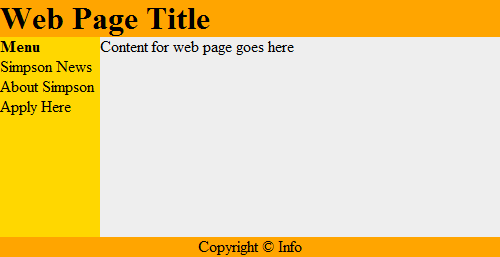 Web Page Title
Menu
Simpson News
About Simpson
Apply Here
Content for web page goes here
Copyright © Info